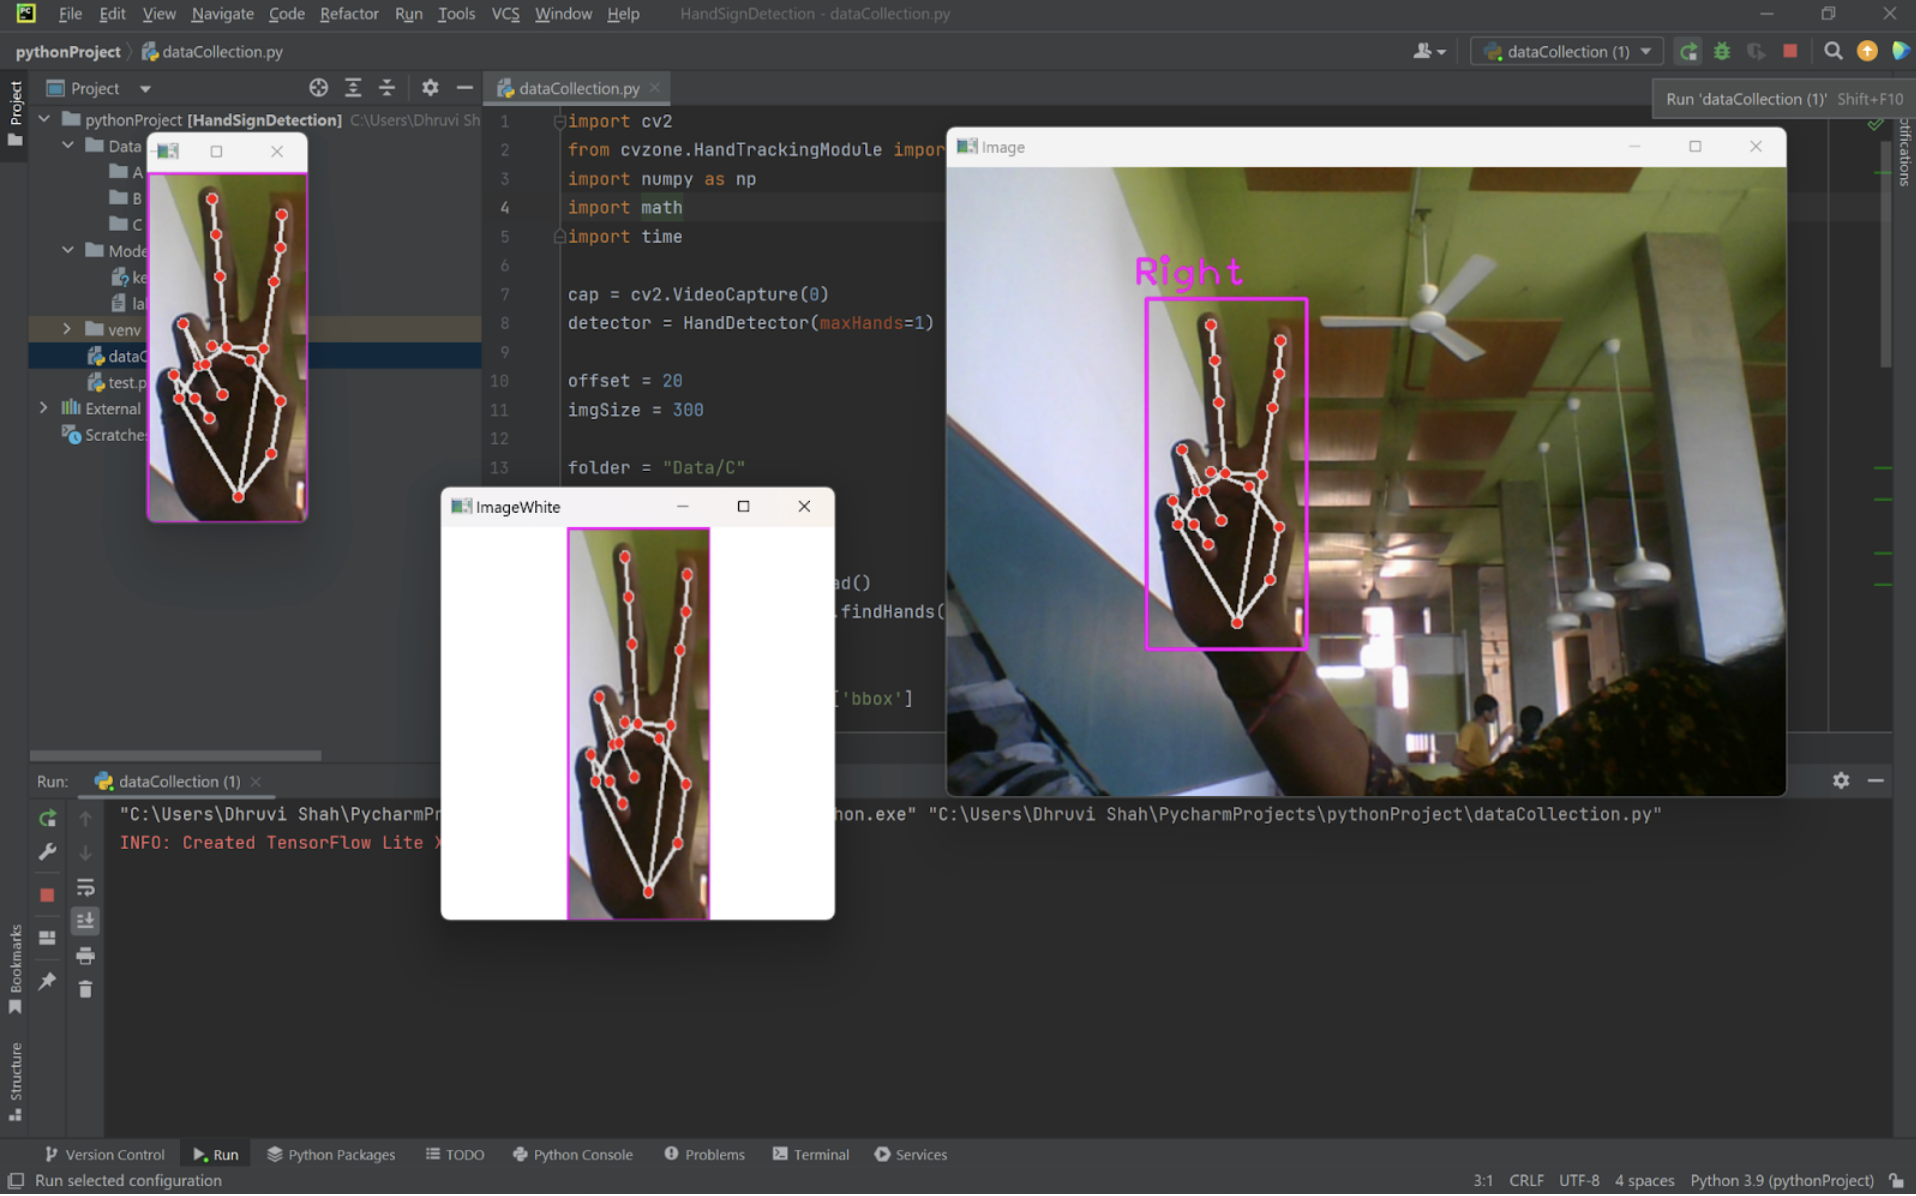 File Edit View Navigate Code Refactor Run Tools VCS Window Help HandSignDetection - dataCollection.py
pythonProject dataCollection.py dataCollection (1)
Run 'dataCollection (1)' Shift+F10
Project
Project
dataCollection.py
pythonProject [HandSignDetection] C:\Users\Dhruvi Sh
Data
A
B
C
Mode
ke
la
venv
dataC
test.p
External
Scratche
1 import cv2
2 from cvzone.HandTrackingModule impor
3 import numpy as np
4 import math
5 import time
6
7 cap = cv2.VideoCapture(0)
8 detector = HandDetector(maxHands=1)
9
10 offset = 20
11 imgSize = 300
12
13 folder = "Data/C"
ad()
.findHands(
['bbox']
Image
Right
ImageWhite
otifications
Run: dataCollection (1)
"C:\Users\Dhruvi Shah\PycharmPr hon.exe" "C:\Users\Dhruvi Shah\PycharmProjects\pythonProject\dataCollection.py"
INFO: Created TensorFlow Lite X
Bookmarks
Structure
Version Control Run Python Packages TODO Python Console Problems Terminal Services
Run selected configuration 3:1 CRLF UTF-8 4 spaces Python 3.9 (pythonProject)